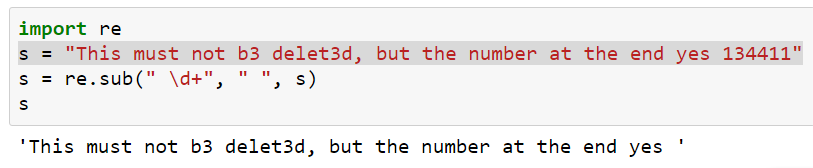 import re
s = "This must not b3 delet3d, but the number at the end yes 134411"
s = re.sub(" \d+", " ", s)
s
'This must not b3 delet3d, but the number at the end yes '